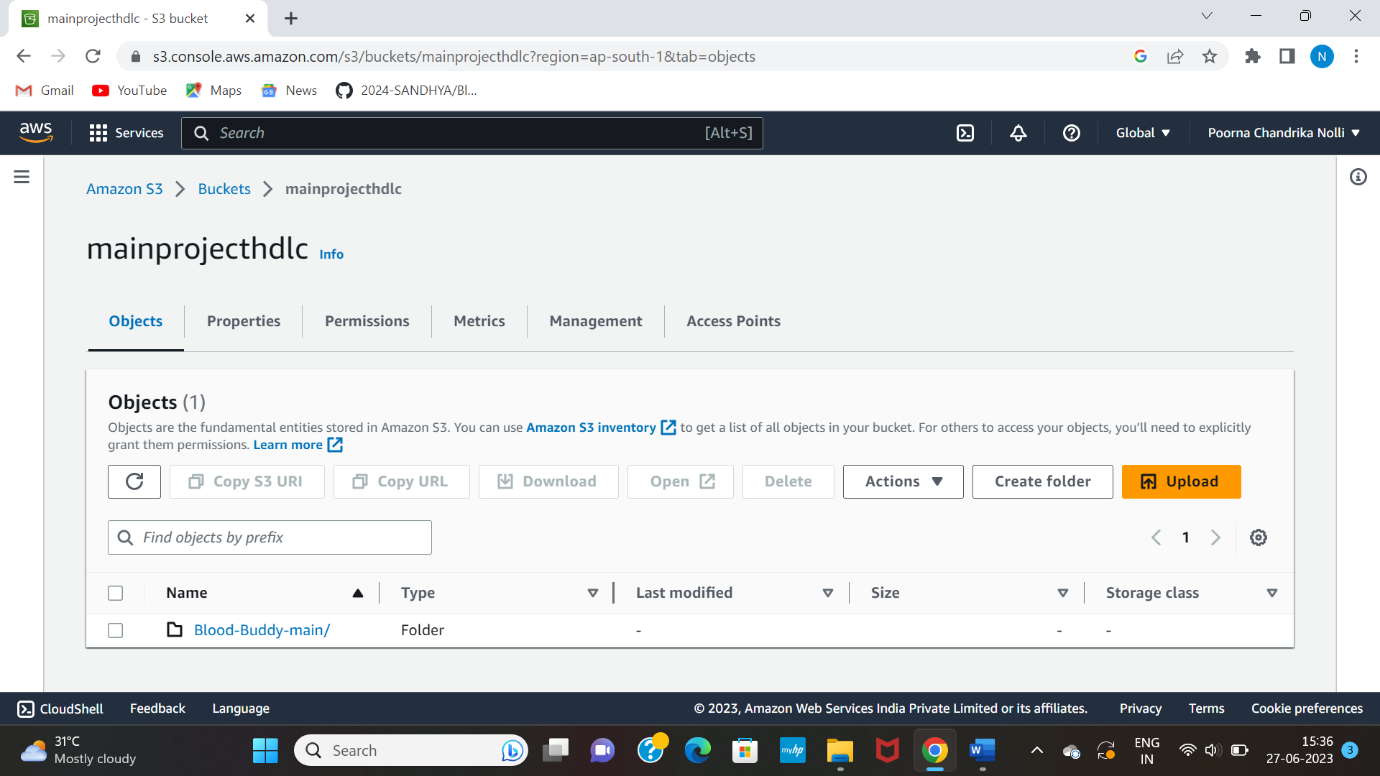 mainprojecthdlc - S3 bucket
s3.console.aws.amazon.com/s3/buckets/mainprojecthdlc?region=ap-south-1&tab=objects
N
Gmail YouTube Maps News 2024-SANDHYA/BI...
aws Services Search [Alt+S] Global Poorna Chandrika Nolli
Amazon S3 Buckets mainprojecthdlc
mainprojecthdlc Info
Objects Properties Permissions Metrics Management Access Points
Objects (1)
Objects are the fundamental entities stored in Amazon S3. You can use Amazon S3 inventory to get a list of all objects in your bucket. For others to access your objects, you'll need to explicitly
grant them permissions. Learn more
Copy S3 URI Copy URL Download Open Delete Actions Create folder Upload
Find objects by prefix 1
Name Type Last modified Size Storage class
Blood-Buddy-main/ Folder - - -
CloudShell Feedback Language © 2023, Amazon Web Services India Private Limited or its affiliates. Privacy Terms Cookie preferences
31°C
Mostly cloudy
Search
myhp
W
ENG
IN
15:36
27-06-2023
3